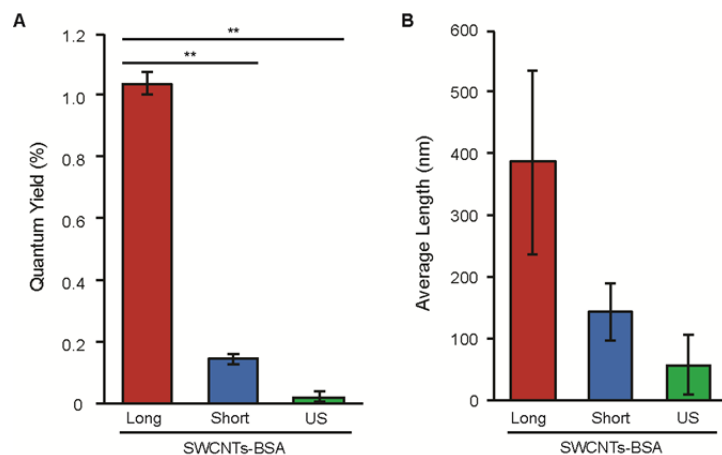 A
Quantum Yield (%)
1.2
1.0
0.8
0.6
0.4
0.2
0
**
**
Long Short US
SWCNTs-BSA
B
Average Length (nm)
600
500
400
300
200
100
0
Long Short US
SWCNTs-BSA